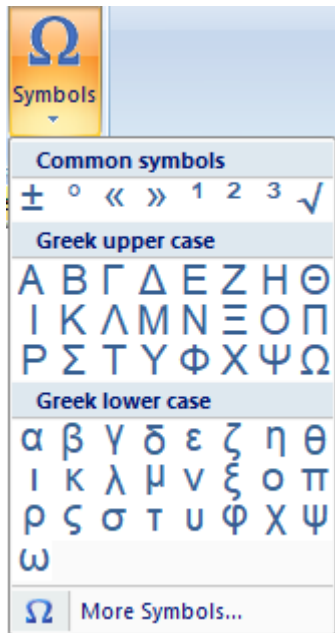 Ω
Symbols
Common symbols
± ° « » ¹ ² ³ √
Greek upper case
Α Β Γ Δ Ε Ζ Η Θ
Ι Κ Λ Μ Ν Ξ Ο Π
Ρ Σ Τ Υ Φ Χ Ψ Ω
Greek lower case
α β γ δ ε ζ η θ
ι κ λ μ ν ξ ο π
ρ ς σ τ υ φ χ ψ
ω
Ω More Symbols...